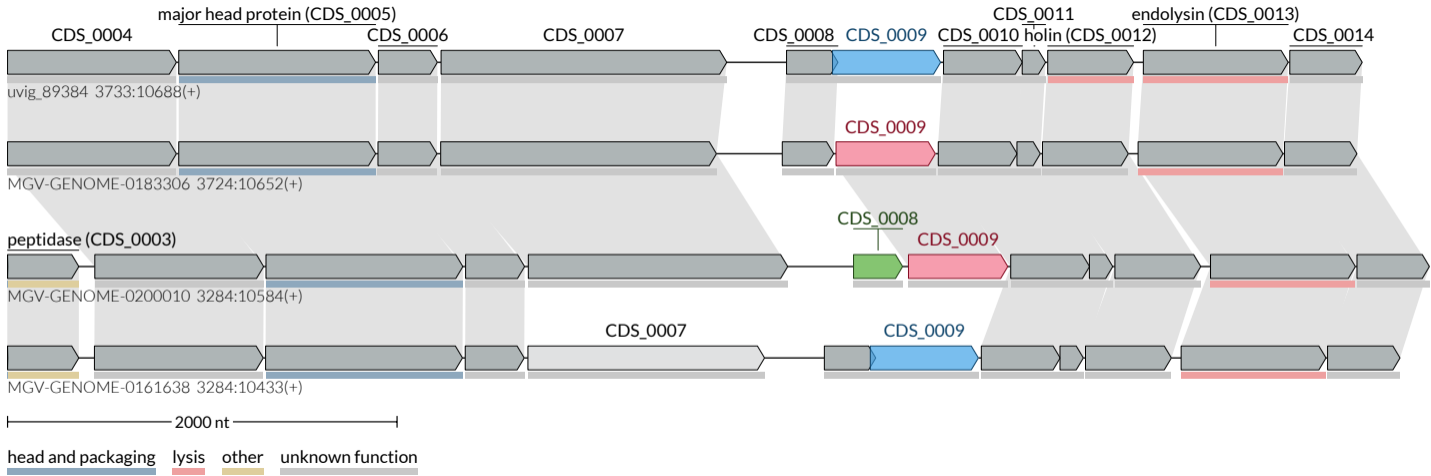 major head protein (CDS_0005) CDS_0011 endolysin (CDS_0013)
CDS_0004 CDS_0006 CDS_0007 CDS_0008 CDS_0009 CDS_0010 holin (CDS_0012) CDS_0014
uvig_89384 3733:10688(+)
CDS_0009
MGV-GENOME-0183306 3724:10652(+)
CDS_0008
peptidase (CDS_0003) CDS_0009
MGV-GENOME-0200010 3284:10584(+)
CDS_0007 CDS_0009
MGV-GENOME-0161638 3284:10433(+)
2000 nt
head and packaging lysis other unknown function